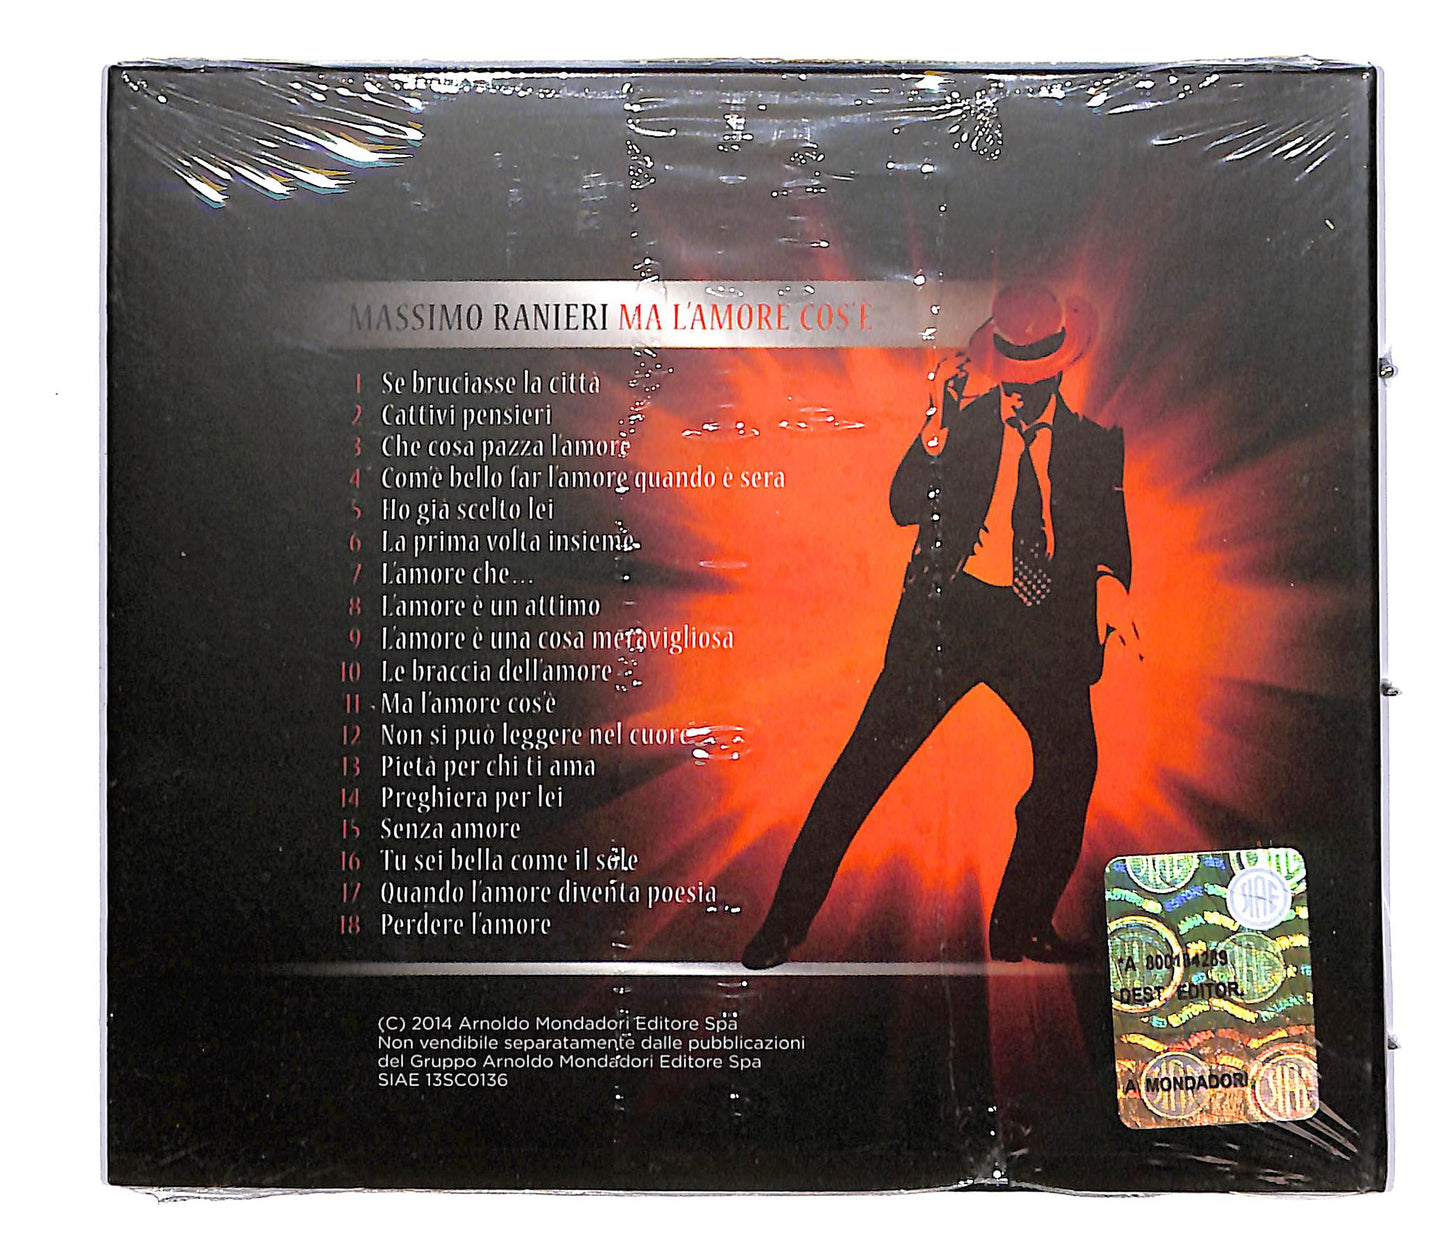 MASSIMO RANIERI MA L'AMORE COS'È
1 Se bruciasse la città
2 Cattivi pensieri
3 Che cosa pazza l'amore
4 Com'è bello far l'amore quando è sera
5 Ho già scelto lei
6 La prima volta insieme
7 L'amore che...
8 L'amore è un attimo
9 L'amore è una cosa meravigliosa
10 Le braccia dell'amore
11 Ma l'amore cos'è
12 Non si può leggere nel cuore
13 Pietà per chi ti ama
14 Preghiera per lei
15 Senza amore
16 Tu sei bella come il sole
17 Quando l'amore diventa poesia
18 Perdere l'amore
(C) 2014 Arnoldo Mondadori Editore Spa
Non vendibile separatamente dalle pubblicazioni
del Gruppo Arnoldo Mondadori Editore Spa
SIAE 13SC0136
SIAE
DEST EDITOR.
A MONDADORI